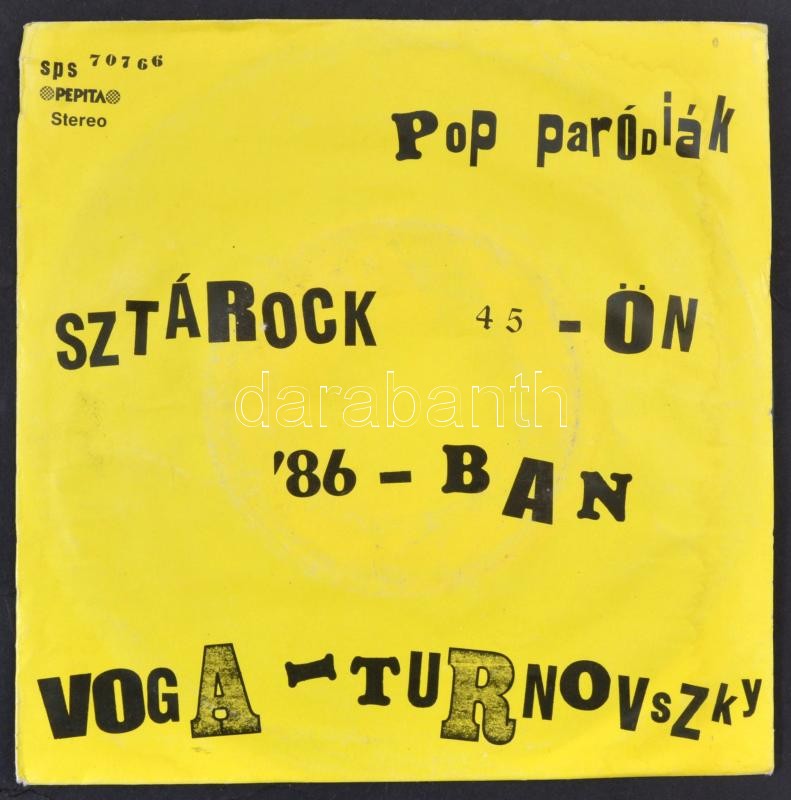 sps 70766
PEPITA
Stereo
Pop paródiák
SZTÁROCK 45 - ÖN
darabanth
'86 - BAN
VOGA - TURNOVSZKY